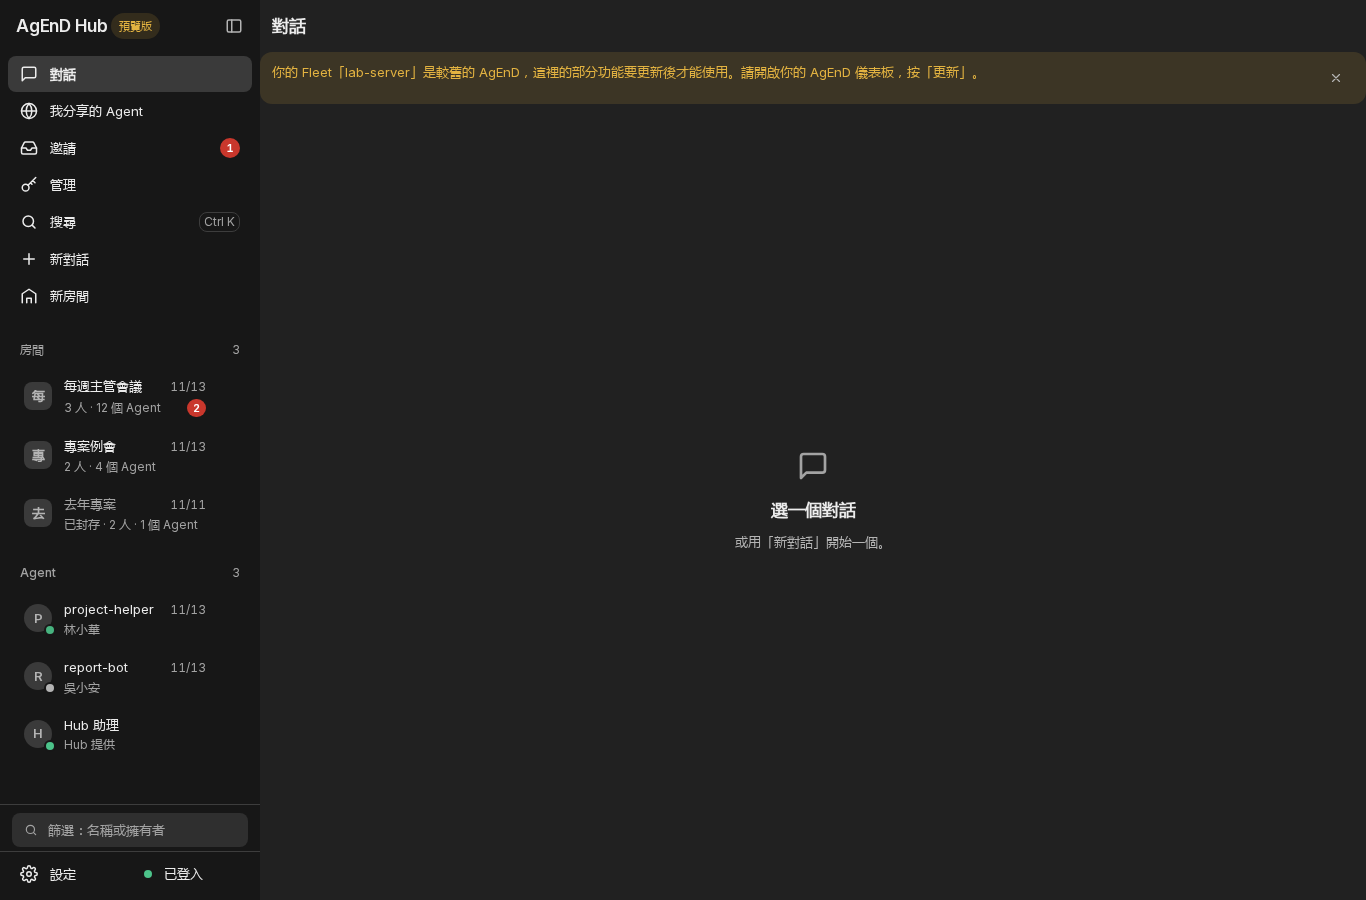 AgEnD Hub 預覽版
對話
我分享的 Agent
邀請 1
管理
搜尋 Ctrl K
新對話
新房間
房間 3
每 每週主管會議 11/13
3 人 · 12 個 Agent 2
專 專案例會 11/13
2 人 · 4 個 Agent
去 去年專案 11/11
已封存 · 2 人 · 1 個 Agent
Agent 3
P project-helper 11/13
林小華
R report-bot 11/13
吳小安
H Hub 助理
Hub 提供
篩選：名稱或擁有者
設定 已登入
對話
你的 Fleet「lab-server」是較舊的 AgEnD，這裡的部分功能要更新後才能使用。請開啟你的 AgEnD 儀表板，按「更新」。
選一個對話
或用「新對話」開始一個。